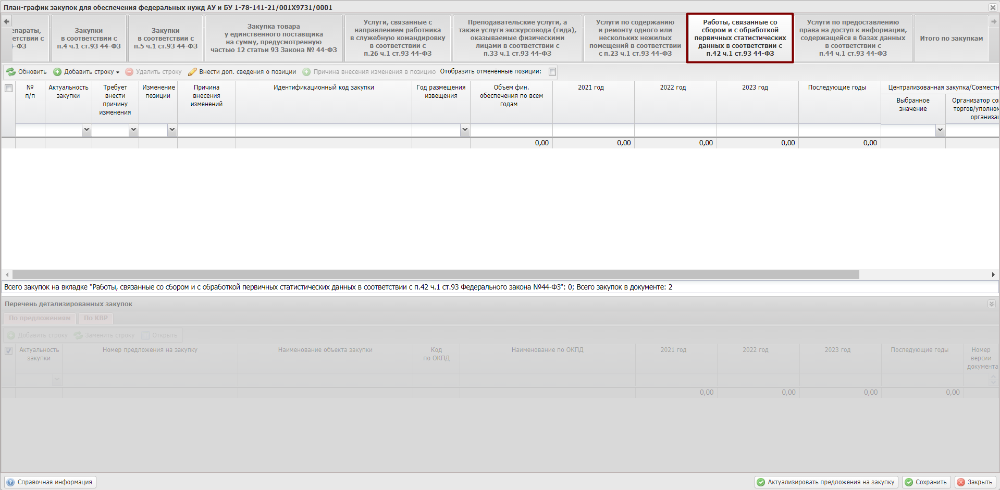 План-график закупок для обеспечения федеральных нужд АУ и БУ 1-78-141-21/001X9731/0001
Закупки
в соответствии с
п.4 ч.1 ст.93 44-ФЗ
Закупки
в соответствии с
п.5 ч.1 ст.93 44-ФЗ
Закупка товара
у единственного поставщика
на сумму, предусмотренную
частью 12 статьи 93 Закона № 44-ФЗ
Услуги, связанные с
направлением работника
в служебную командировку
в соответствии с
п.26 ч.1 ст.93 44-ФЗ
Преподавательские услуги, а
также услуги экскурсовода (гида),
оказываемые физическими
лицами в соответствии с
п.33 ч.1 ст.93 44-ФЗ
Услуги по содержанию
и ремонту одного или
нескольких нежилых
помещений в соответствии
с п.23 ч.1 ст.93 44-ФЗ
Работы, связанные со
сбором и с обработкой
первичных статистических
данных в соответствии с
п.42 ч.1 ст.93 44-ФЗ
Услуги по предоставлению
права на доступ к информации,
содержащейся в базах данных
в соответствии с
п.44 ч.1 ст.93 44-ФЗ
Итого по закупкам
Обновить Добавить строку Удалить строку Внести доп. сведения о позиции Причина внесения изменения в позицию Отобразить отменённые позиции:
№
п/п
Актуальность
закупки
Требует
внести
причину
изменения
Изменение
позиции
Причина
внесения
изменений
Идентификационный код закупки
Год размещения
извещения
Объем фин.
обеспечения по всем
годам
2021 год
2022 год
2023 год
Последующие годы
Централизованная закупка/Совместн
Выбранное
значение
Организатор со
торгов/уполном
организац
0,00 0,00 0,00 0,00 0,00
Всего закупок на вкладке "Работы, связанные со сбором и с обработкой первичных статистических данных в соответствии с п.42 ч.1 ст.93 Федерального закона №44-ФЗ": 0; Всего закупок в документе: 2
Перечень детализированных закупок
По предложениям По КВР
Добавить строку Заменить строку Открыть
Актуальность
закупки
Номер предложения на закупку
Наименование объекта закупки
Код
по ОКПД
Наименование по ОКПД
2021 год
2022 год
2023 год
Последующие годы
Номер
версии
документа
0,00 0,00 0,00 0,00
Справочная информация Актуализировать предложения на закупку Сохранить Закрыть